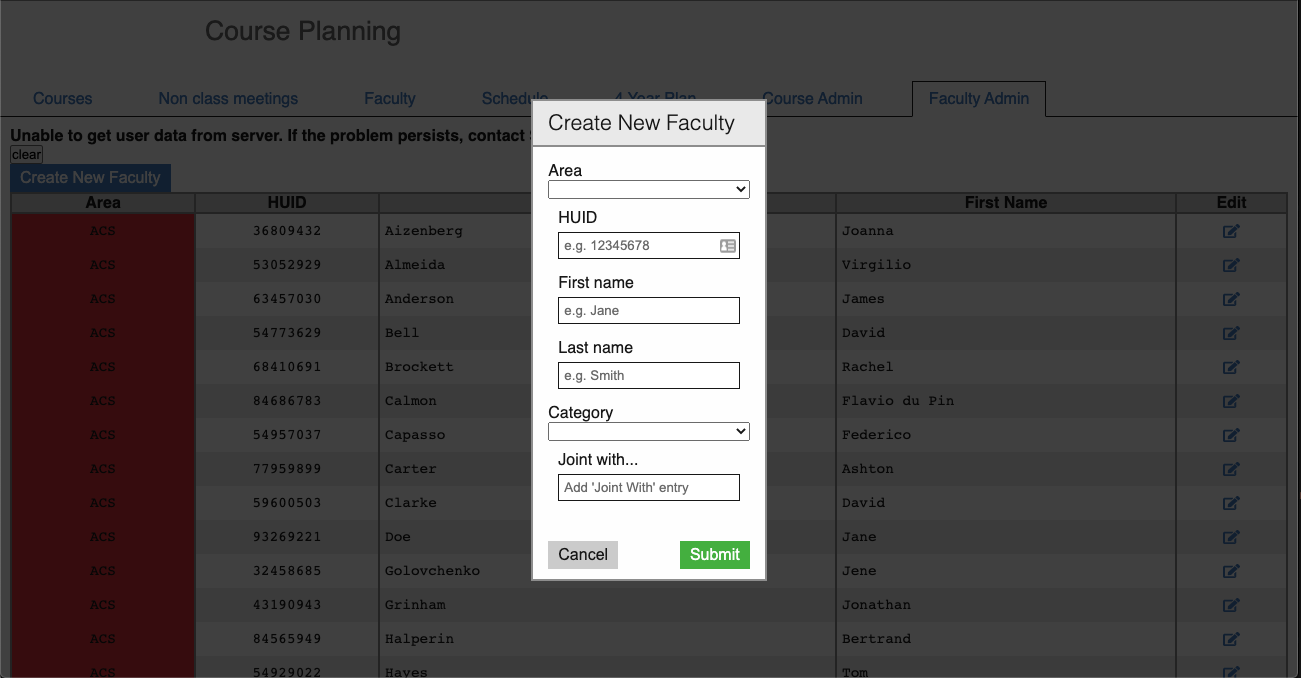 Course Planning
Courses Non class meetings Faculty Schedule 4 Year Plan Course Admin Faculty Admin
Unable to get user data from server. If the problem persists, contact
clear
Create New Faculty
Area HUID First Name Edit
ACS 36809432 Aizenberg Joanna
ACS 53052929 Almeida Virgilio
ACS 63457030 Anderson James
ACS 54773629 Bell David
ACS 68410691 Brockett Rachel
ACS 84686783 Calmon Flavio du Pin
ACS 54957037 Capasso Federico
ACS 77959899 Carter Ashton
ACS 59600503 Clarke David
ACS 93269221 Doe Jane
ACS 32458685 Golovchenko Jene
ACS 43190943 Grinham Jonathan
ACS 84565949 Halperin Bertrand
ACS 54929022 Hayes Tom
Create New Faculty
Area
HUID
e.g. 12345678
First name
e.g. Jane
Last name
e.g. Smith
Category
Joint with...
Add 'Joint With' entry
Cancel Submit